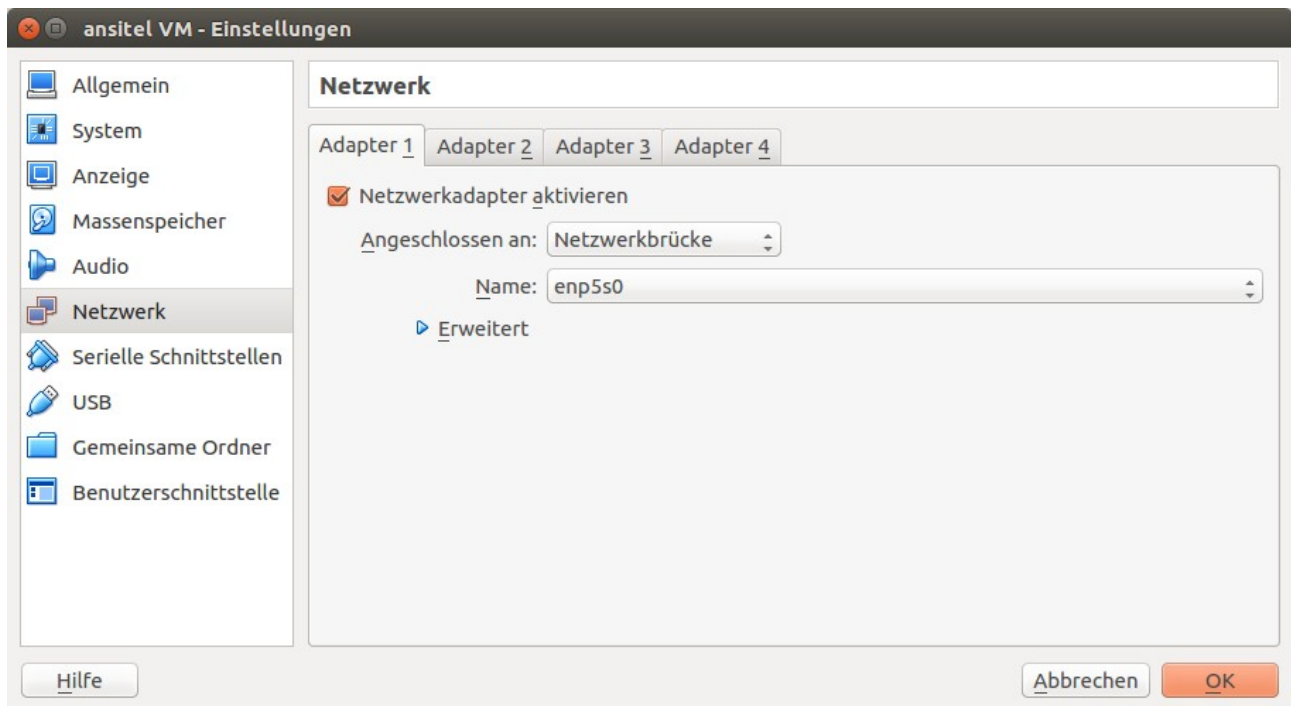 ansitel VM - Einstellungen
Allgemein
System
Anzeige
Massenspeicher
Audio
Netzwerk
Serielle Schnittstellen
USB
Gemeinsame Ordner
Benutzerschnittstelle
Netzwerk
Adapter 1 Adapter 2 Adapter 3 Adapter 4
Netzwerkadapter aktivieren
Angeschlossen an: Netzwerkbrücke
Name: enp5s0
Erweitert
Hilfe Abbrechen OK